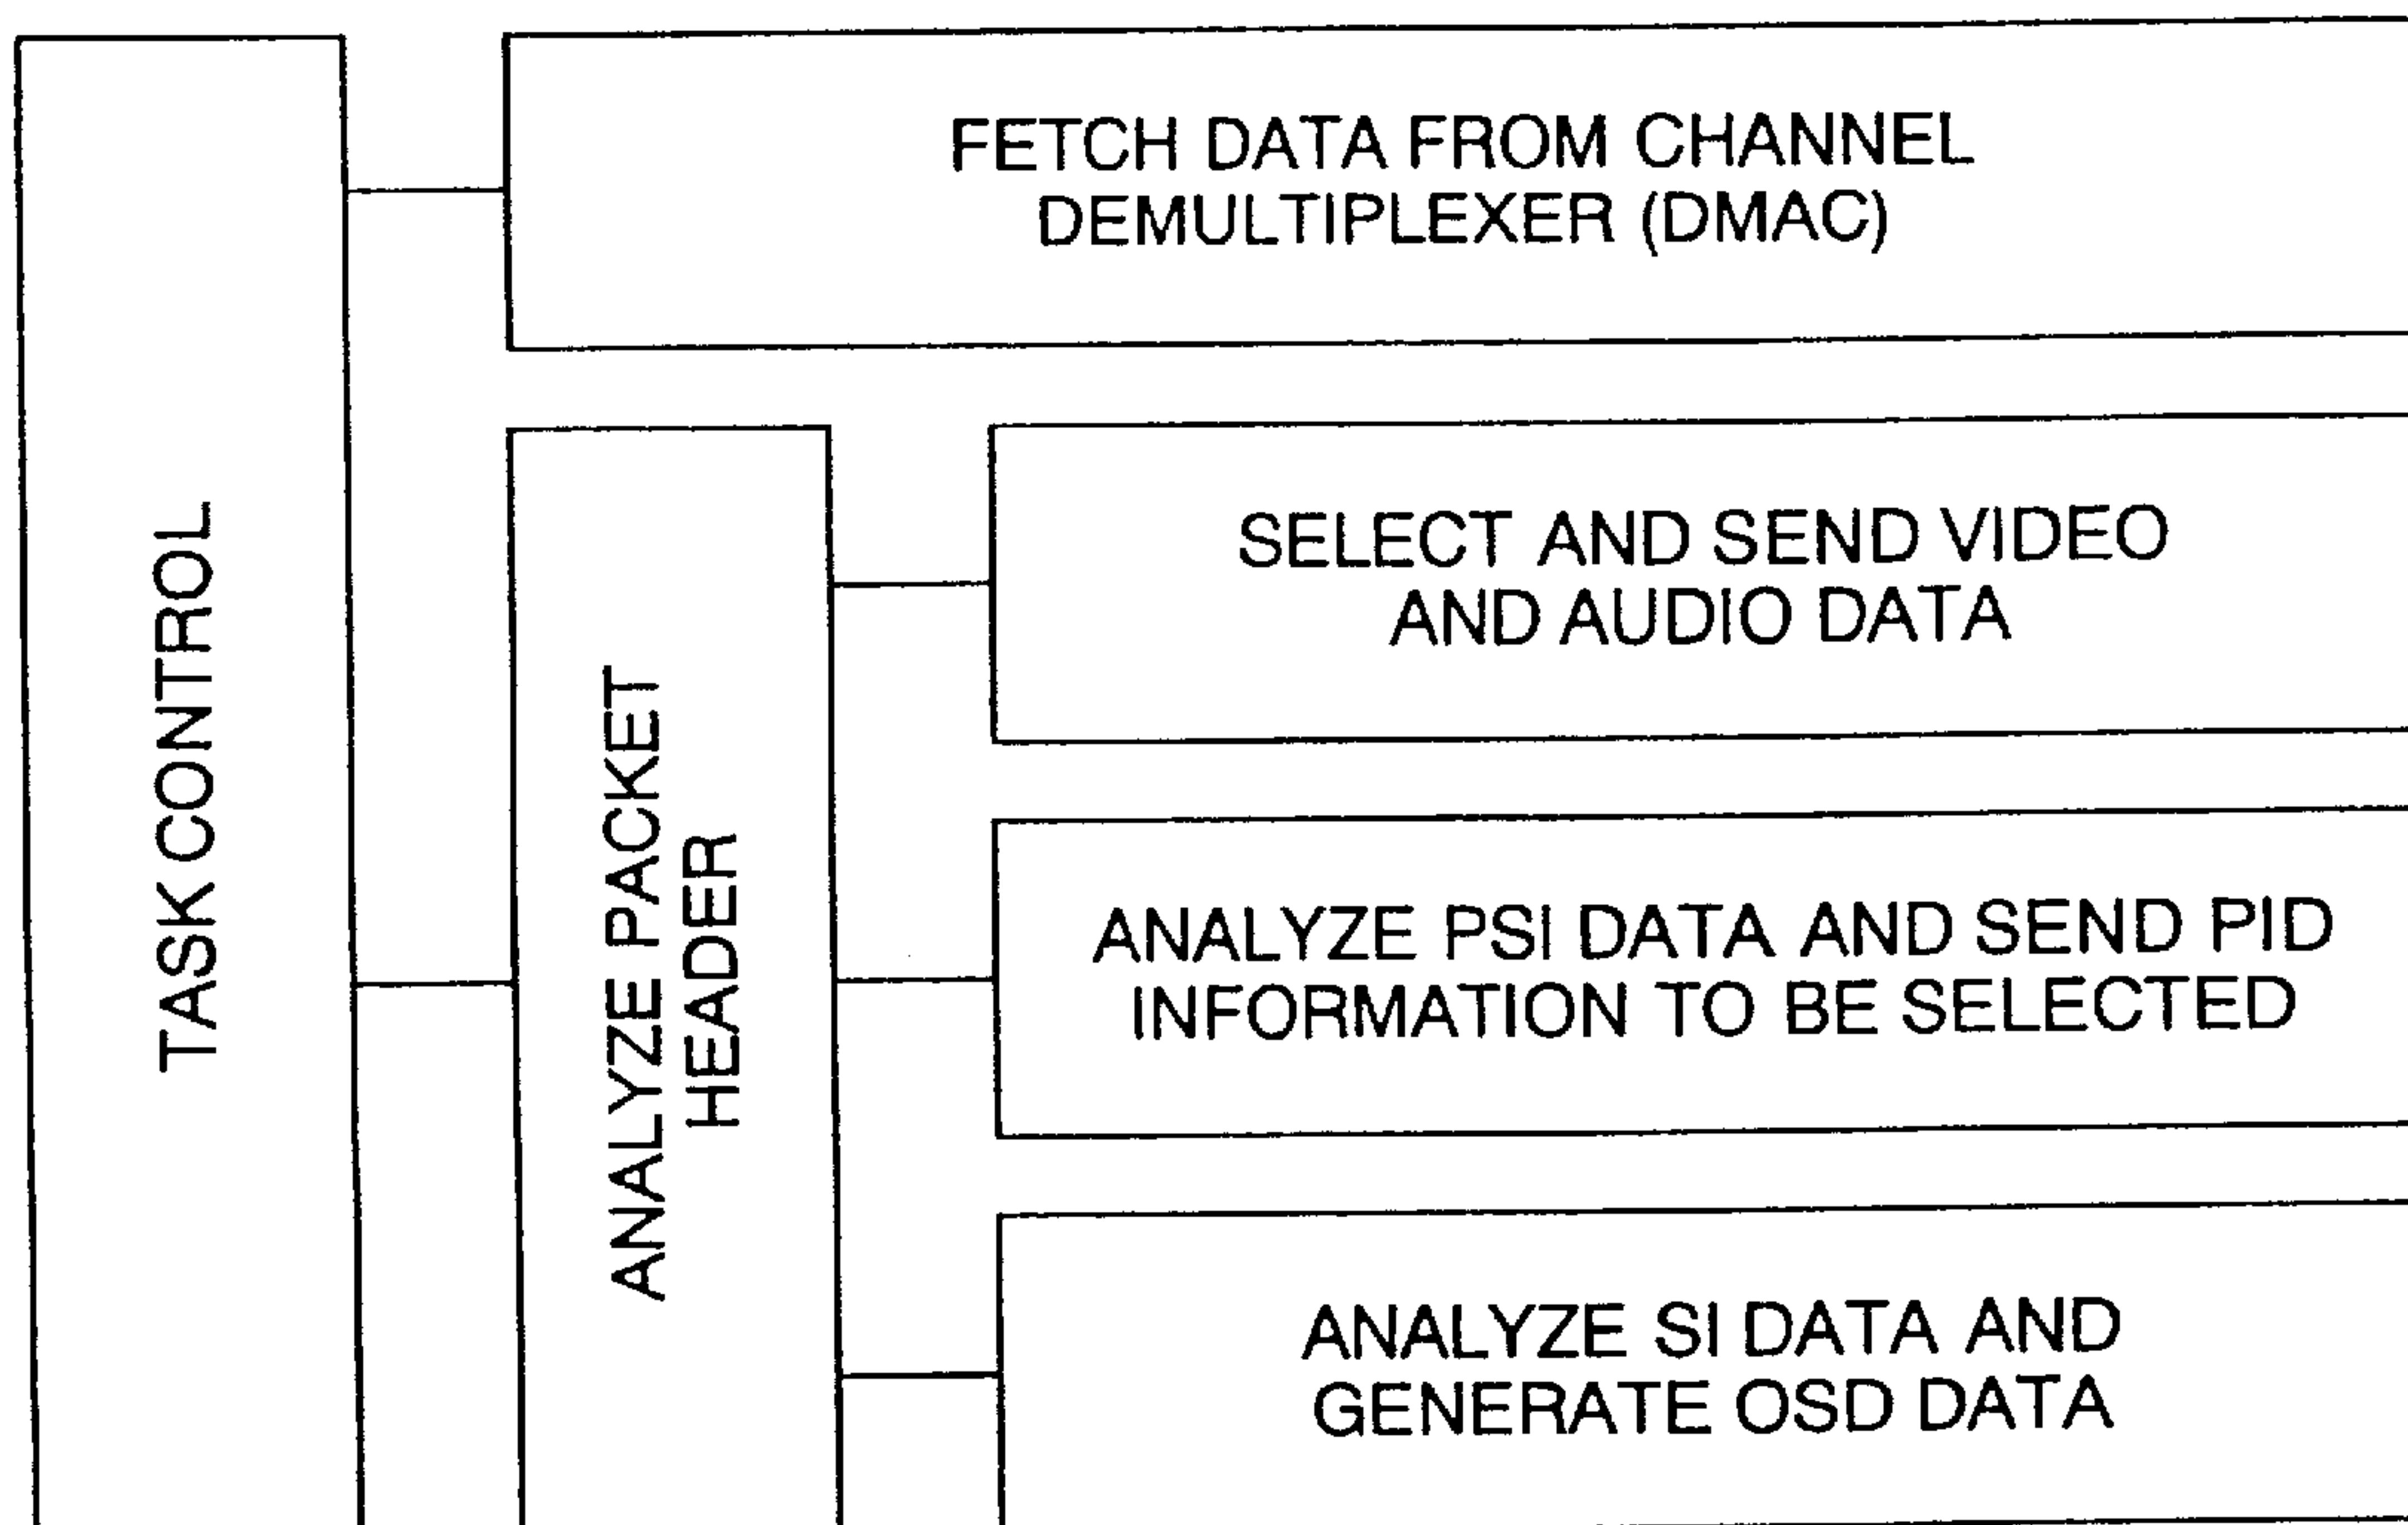 TASK CONTROL
FETCH DATA FROM CHANNEL
DEMULTIPLEXER (DMAC)
ANALYZE PACKET
HEADER
SELECT AND SEND VIDEO
AND AUDIO DATA
ANALYZE PSI DATA AND SEND PID
INFORMATION TO BE SELECTED
ANALYZE SI DATA AND
GENERATE OSD DATA